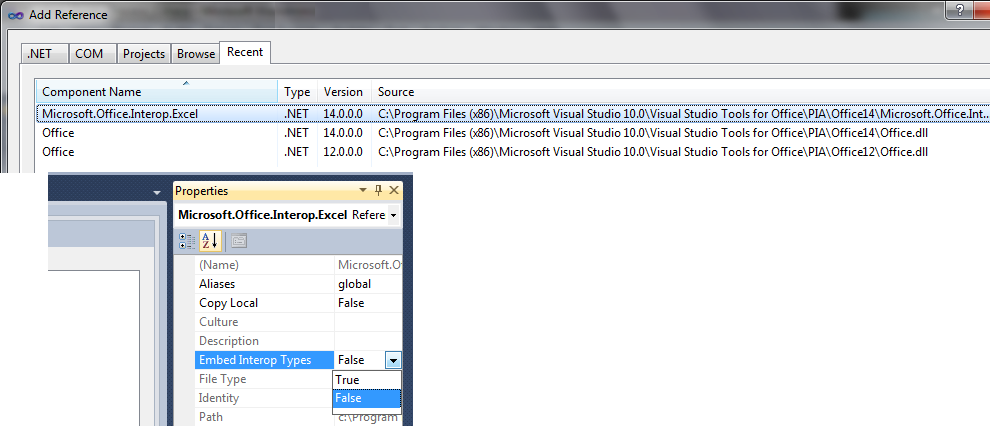 Add Reference
.NET COM Projects Browse Recent
Component Name Type Version Source
Microsoft.Office.Interop.Excel .NET 14.0.0.0 C:\Program Files (x86)\Microsoft Visual Studio 10.0\Visual Studio Tools for Office\PIA\Office14\Microsoft.Office.Int...
Office .NET 14.0.0.0 C:\Program Files (x86)\Microsoft Visual Studio 10.0\Visual Studio Tools for Office\PIA\Office14\Office.dll
Office .NET 12.0.0.0 C:\Program Files (x86)\Microsoft Visual Studio 10.0\Visual Studio Tools for Office\PIA\Office12\Office.dll
Properties
Microsoft.Office.Interop.Excel Refere
(Name) Microsoft.O
Aliases global
Copy Local False
Culture
Description
Embed Interop Types False
File Type True
Identity False
Path c:\Program